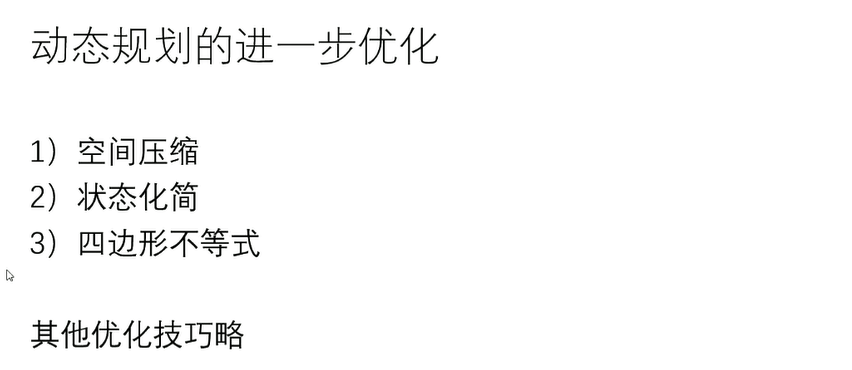 动态规划的进一步优化
1）空间压缩
2）状态化简
3）四边形不等式
其他优化技巧略